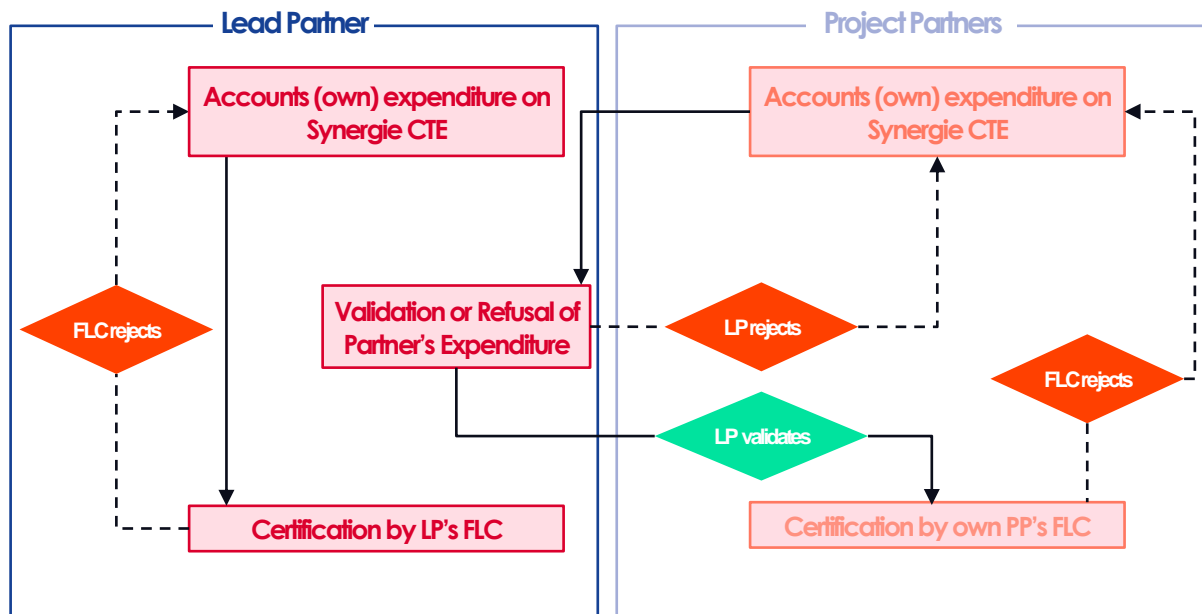 Lead Partner
Project Partners
Accounts (own) expenditure on
Synergie CTE
Accounts (own) expenditure on
Synergie CTE
FLC rejects
Validation or Refusal of
Partner's Expenditure
LP rejects
FLC rejects
LP validates
Certification by LP's FLC
Certification by own PP's FLC